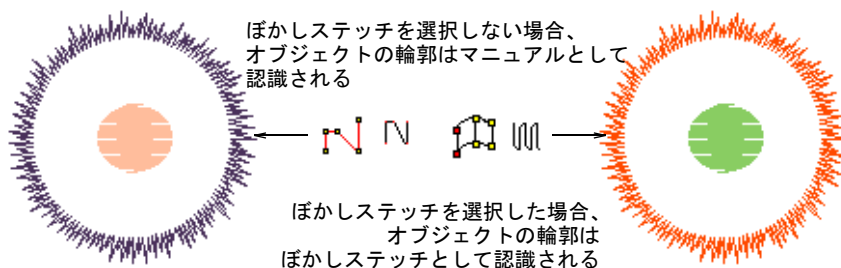 ぼかしステッチを選択しない場合、
オブジェクトの輪郭はマニュアルとして
認識される
ぼかしステッチを選択した場合、
オブジェクトの輪郭は
ぼかしステッチとして認識される